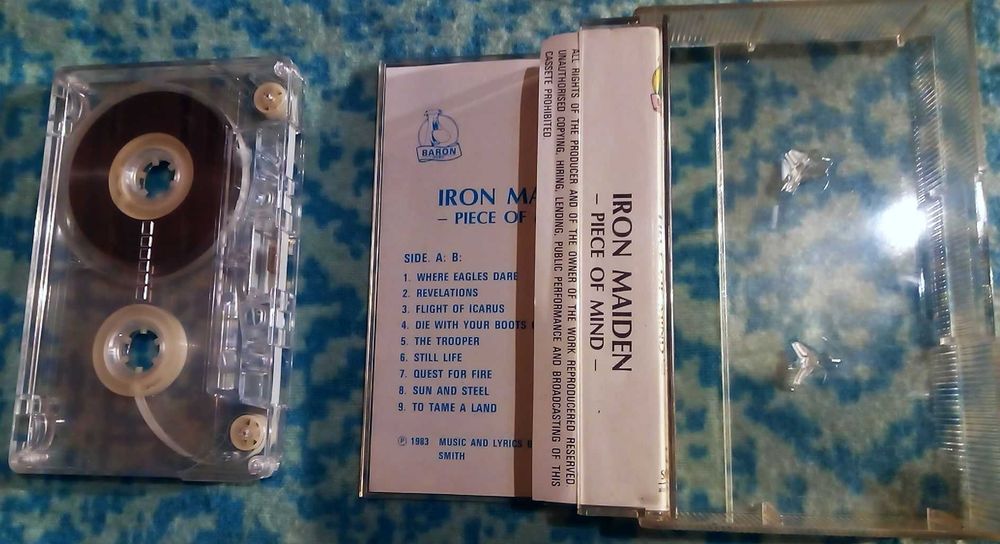 BARON
IRON MA
– PIECE OF
SIDE. A: B:
1. WHERE EAGLES DARE
2. REVELATIONS
3. FLIGHT OF ICARUS
4. DIE WITH YOUR BOOTS
5. THE TROOPER
6. STILL LIFE
7. QUEST FOR FIRE
8. SUN AND STEEL
9. TO TAME A LAND
Ⓟ 1983 MUSIC AND LYRICS
SMITH
ALL RIGHTS OF THE PRODUCER AND OF THE OWNER OF THE WORK REPRODUCERED RESERVED
UNAUTHORISED COPYING, HIRING, LENDING, PUBLIC PERFORMANCE AND BROADCASTING OF THIS
CASSETE PROHIBITED
IRON MAIDEN
– PIECE OF MIND –